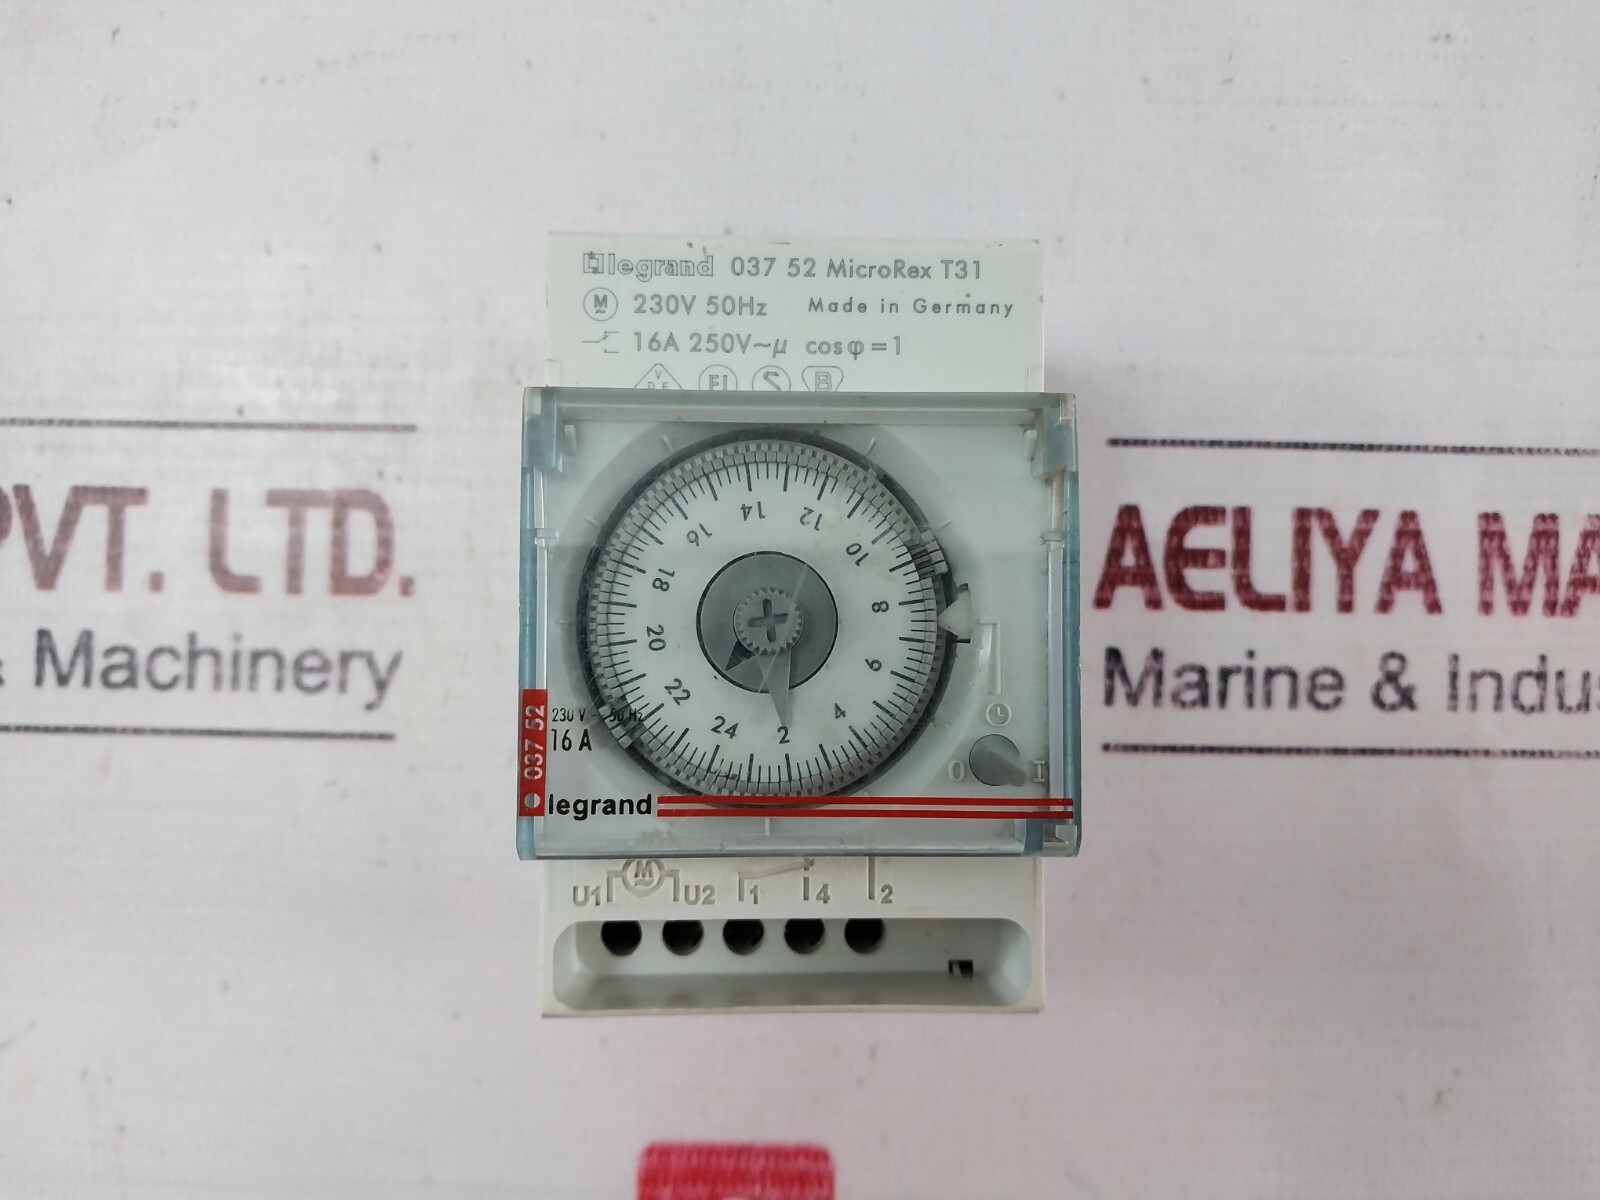 legrand 037 52 MicroRex T31
M 230V 50Hz Made in Germany
16A 250V~µ cosφ=1
V D E FI S B
PVT. LTD.
& Machinery
AELIYA MA
Marine & Indus
14 12 10 8 6 4 2 24 22 20 18 16
037 52
230 V ~ 50 Hz
16 A
0 I
legrand
U1 M U2 1 4 2